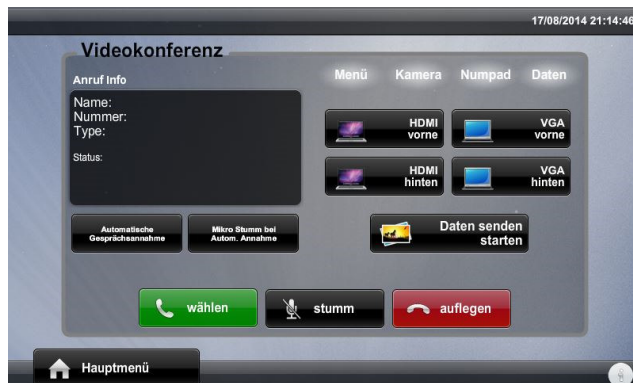 17/08/2014 21:14:46
Videokonferenz
Menü Kamera Numpad Daten
Anruf Info
Name:
Nummer:
Type:
Status:
HDMI
vorne
VGA
vorne
HDMI
hinten
VGA
hinten
Automatische
Gesprächsannahme
Mikro Stumm bei
Autom. Annahme
Daten senden
starten
wählen
stumm
auflegen
Hauptmenü